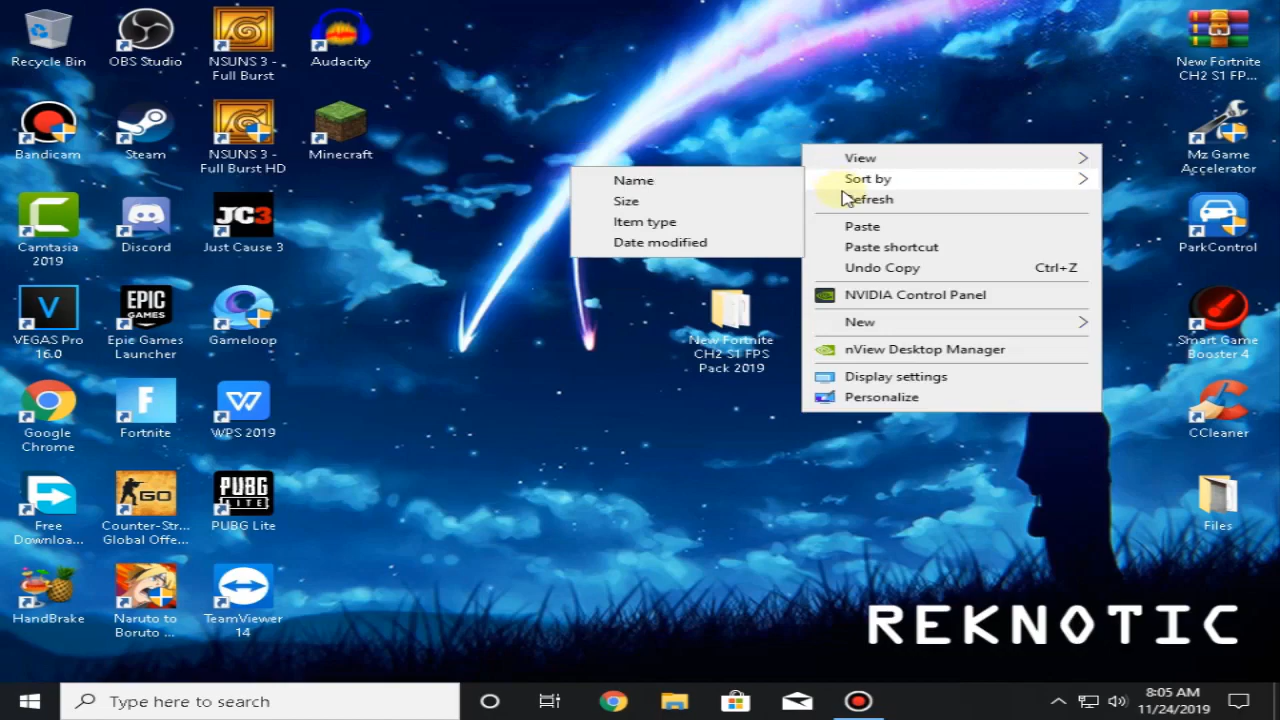 Recycle Bin
OBS Studio
NSUNS 3 -
Full Burst
Audacity
New Fortnite
CH2 S1 FP...
Bandicam
Steam
NSUNS 3 -
Full Burst HD
Minecraft
Mz Game
Accelerator
Camtasia
2019
Discord
JC3
Just Cause 3
ParkControl
V
VEGAS Pro
16.0
EPIC
GAMES
Epic Games
Launcher
Gameloop
New Fortnite
CH2 S1 FPS
Pack 2019
Smart Game
Booster 4
Google
Chrome
F
Fortnite
W
WPS 2019
CCleaner
Free
Downloa...
GO
Counter-Str...
Global Offe...
PUBG
LITE
PUBG Lite
Files
HandBrake
Naruto to
Boruto ...
TeamViewer
14
Name
Size
Item type
Date modified
View
Sort by
efresh
Paste
Paste shortcut
Undo Copy Ctrl+Z
NVIDIA Control Panel
New
nView Desktop Manager
Display settings
Personalize
REKNOTIC
Type here to search
8:05 AM
11/24/2019